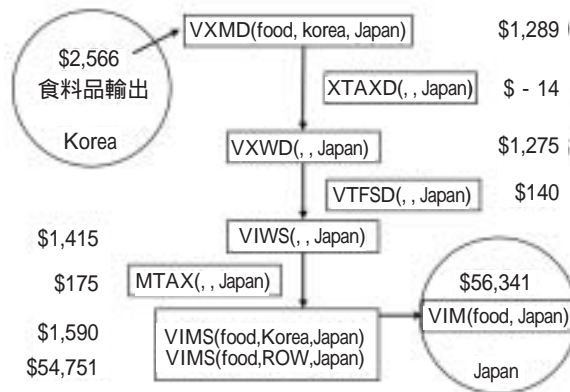 VXMD(food, korea, Japan) $1,289
$2,566
食料品輸出
Korea
XTAXD(, , Japan) $ - 14
VXWD(, , Japan) $1,275
VTFSD(, , Japan) $140
$1,415 VIWS(, , Japan)
$175 MTAX(, , Japan)
$1,590 VIMS(food,Korea,Japan)
$54,751 VIMS(food,ROW,Japan)
$56,341
VIM(food, Japan)
Japan